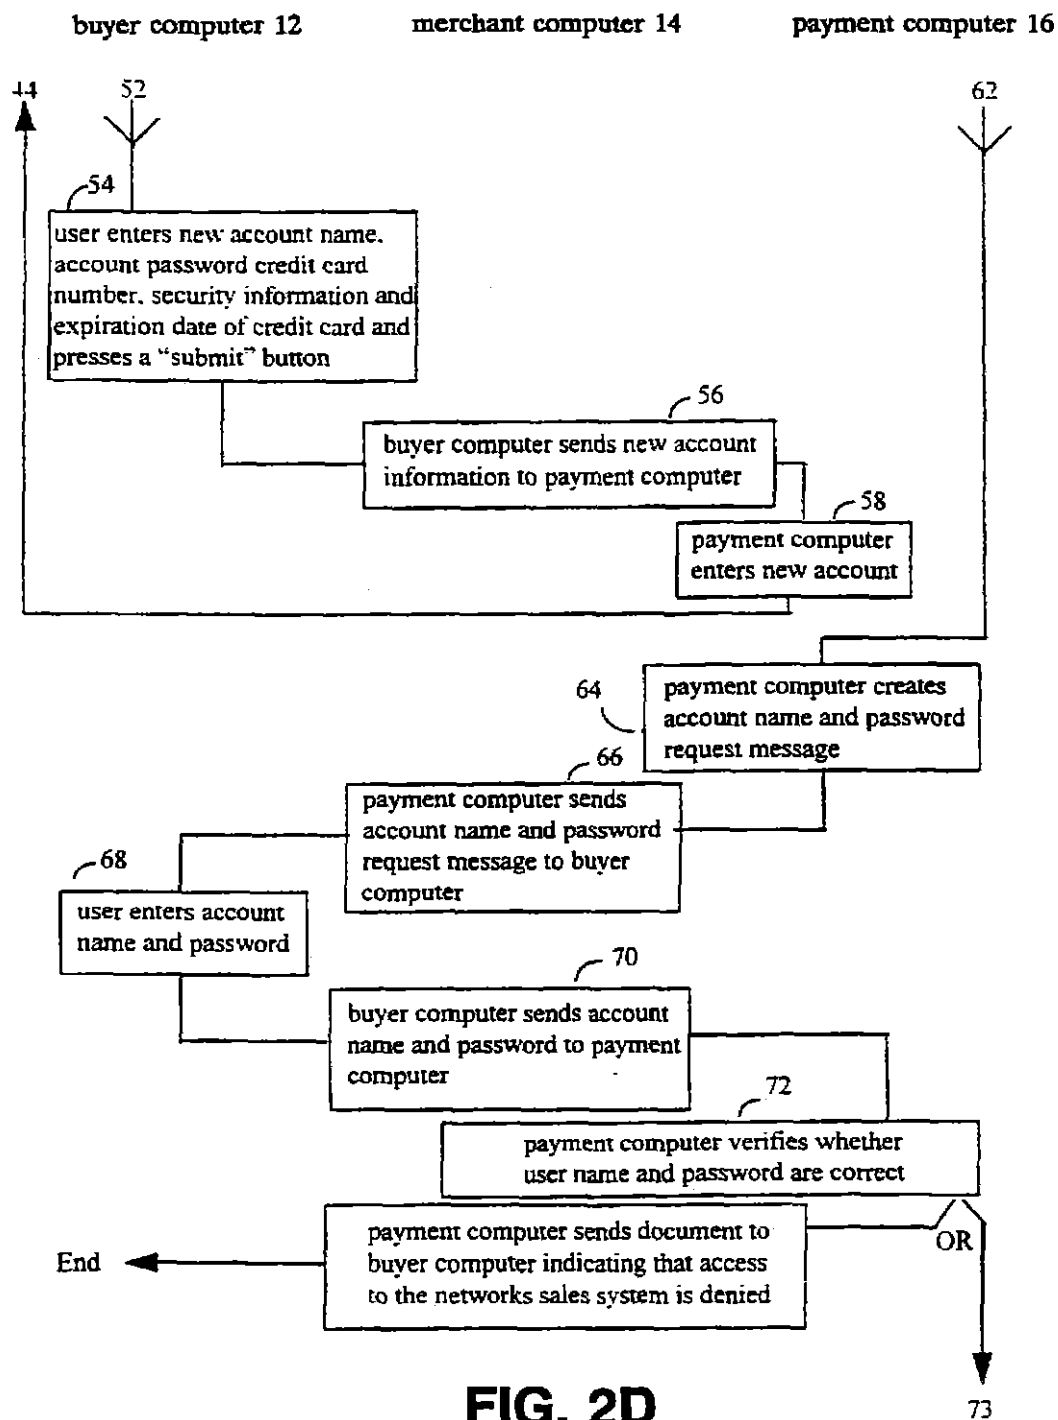 buyer computer 12 merchant computer 14 payment computer 16
44 52 62
54
user enters new account name,
account password credit card
number, security information and
expiration date of credit card and
presses a "submit" button
56
buyer computer sends new account
information to payment computer
58
payment computer
enters new account
64
payment computer creates
account name and password
request message
66
payment computer sends
account name and password
request message to buyer
computer
68
user enters account
name and password
70
buyer computer sends account
name and password to payment
computer
72
payment computer verifies whether
user name and password are correct
OR
payment computer sends document to
buyer computer indicating that access
to the networks sales system is denied
End
73
FIG. 2D